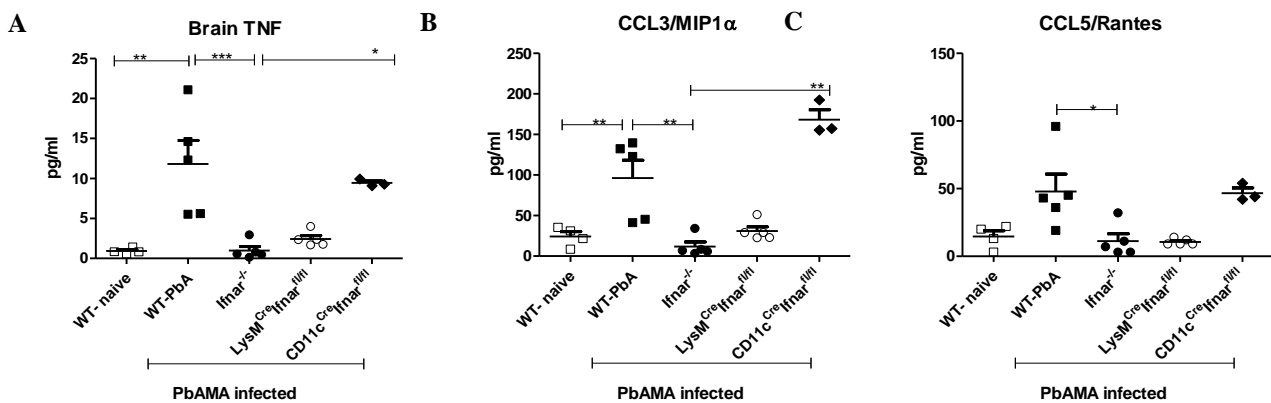 A
Brain TNF
pg/ml
25
20
15
10
5
0
**
***
*
WT- naive
WT-PbA
Ifnar-/-
LysMCreIfnarfl/fl
CD11cCreIfnarfl/fl
PbAMA infected
B
CCL3/MIP1α
pg/ml
250
200
150
100
50
0
**
**
**
WT- naive
WT-PbA
Ifnar-/-
LysMCreIfnarfl/fl
CD11cCreIfnarfl/fl
PbAMA infected
C
CCL5/Rantes
pg/ml
150
100
50
0
*
WT- naive
WT-PbA
Ifnar-/-
LysMCreIfnarfl/fl
CD11cCreIfnarfl/fl
PbAMA infected